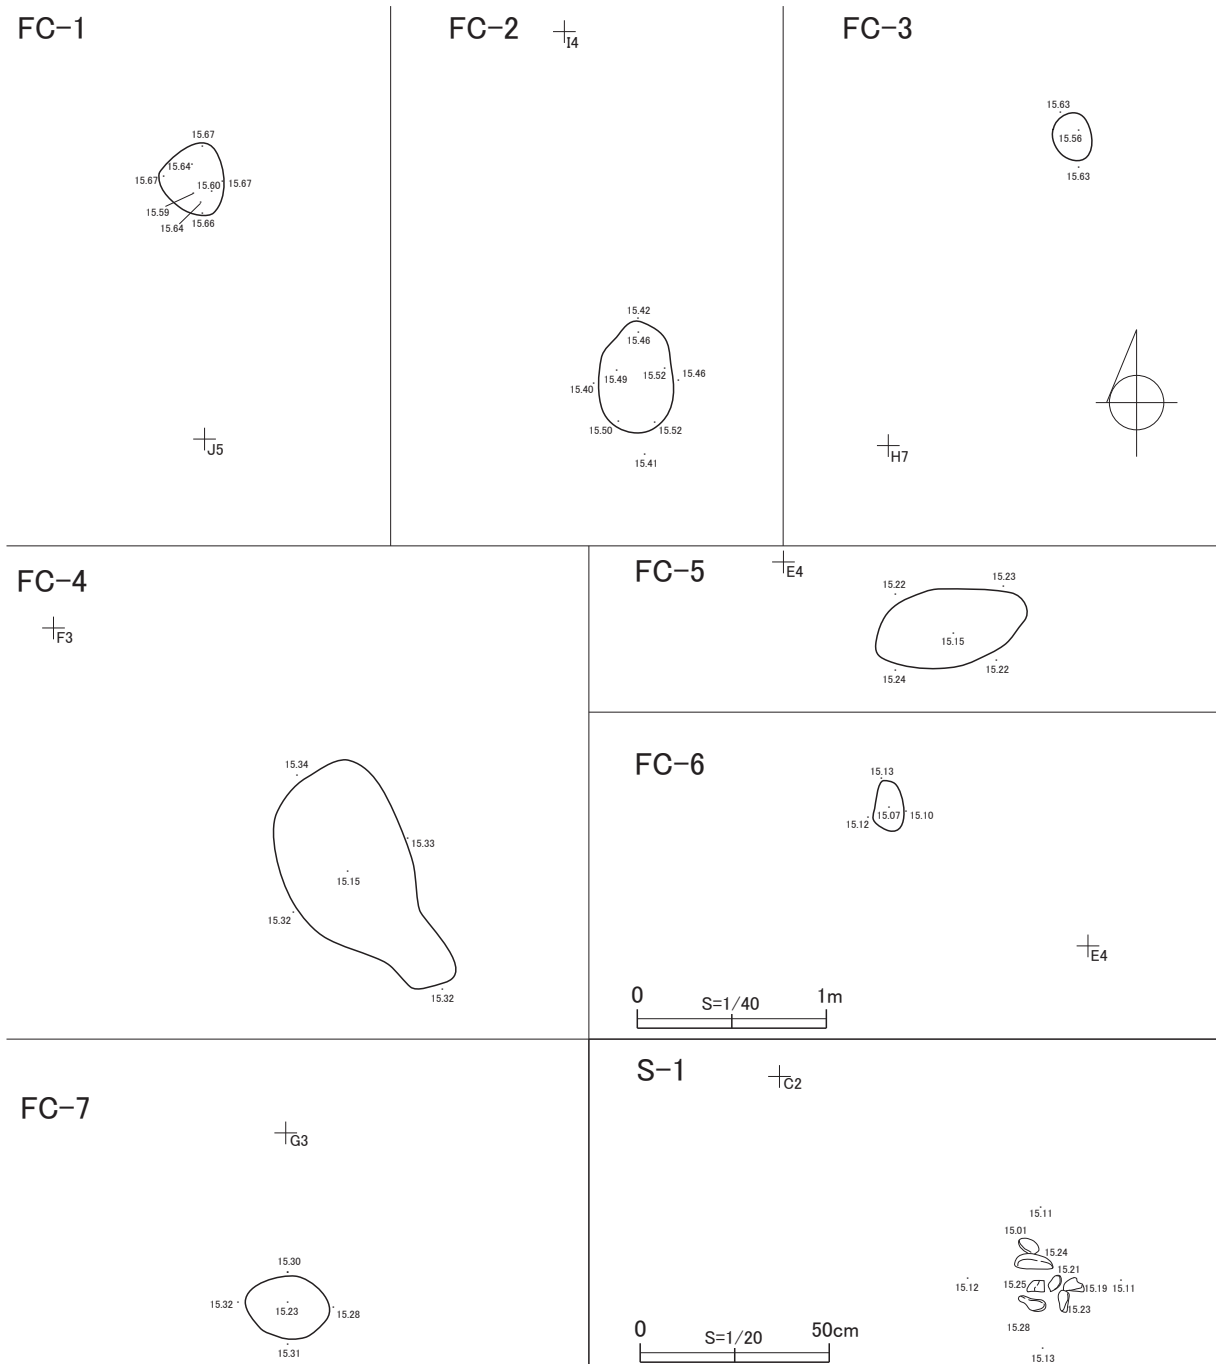 FC-1
15.67
15.64
15.67
15.60
15.67
15.59
15.64
15.66
J5
FC-2
I4
15.42
15.46
15.49
15.52
15.46
15.40
15.50
15.52
15.41
FC-3
15.63
15.56
15.63
H7
FC-4
F3
15.34
15.33
15.15
15.32
15.32
FC-5
E4
15.22
15.23
15.15
15.24
15.22
FC-6
15.13
15.12
15.07
15.10
E4
0
S=1/40
1m
FC-7
G3
15.30
15.32
15.23
15.28
15.31
S-1
C2
15.11
15.01
15.24
15.21
15.12
15.25
15.19
15.11
15.23
15.28
15.13
0
S=1/20
50cm